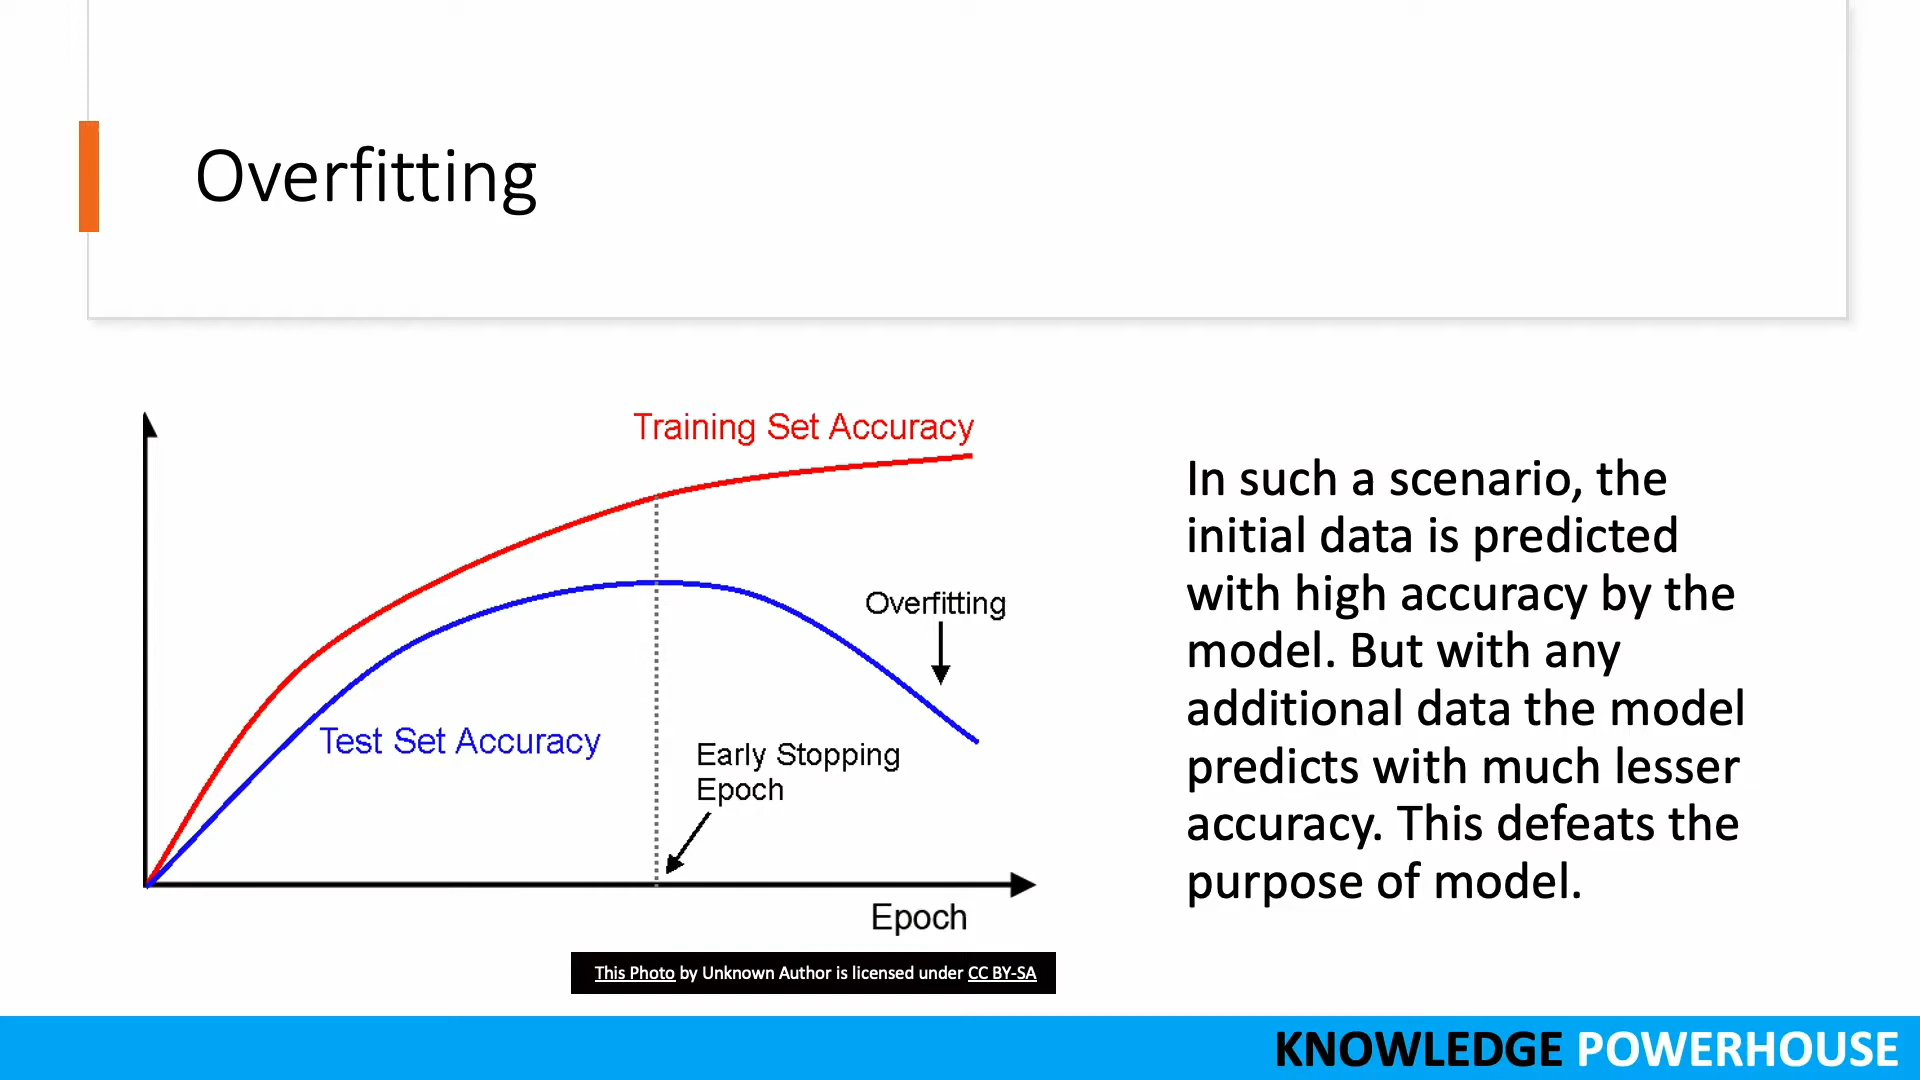 Overfitting
Training Set Accuracy
Overfitting
Test Set Accuracy
Early Stopping
Epoch
Epoch
This Photo by Unknown Author is licensed under CC BY-SA
In such a scenario, the
initial data is predicted
with high accuracy by the
model. But with any
additional data the model
predicts with much lesser
accuracy. This defeats the
purpose of model.
KNOWLEDGE POWERHOUSE